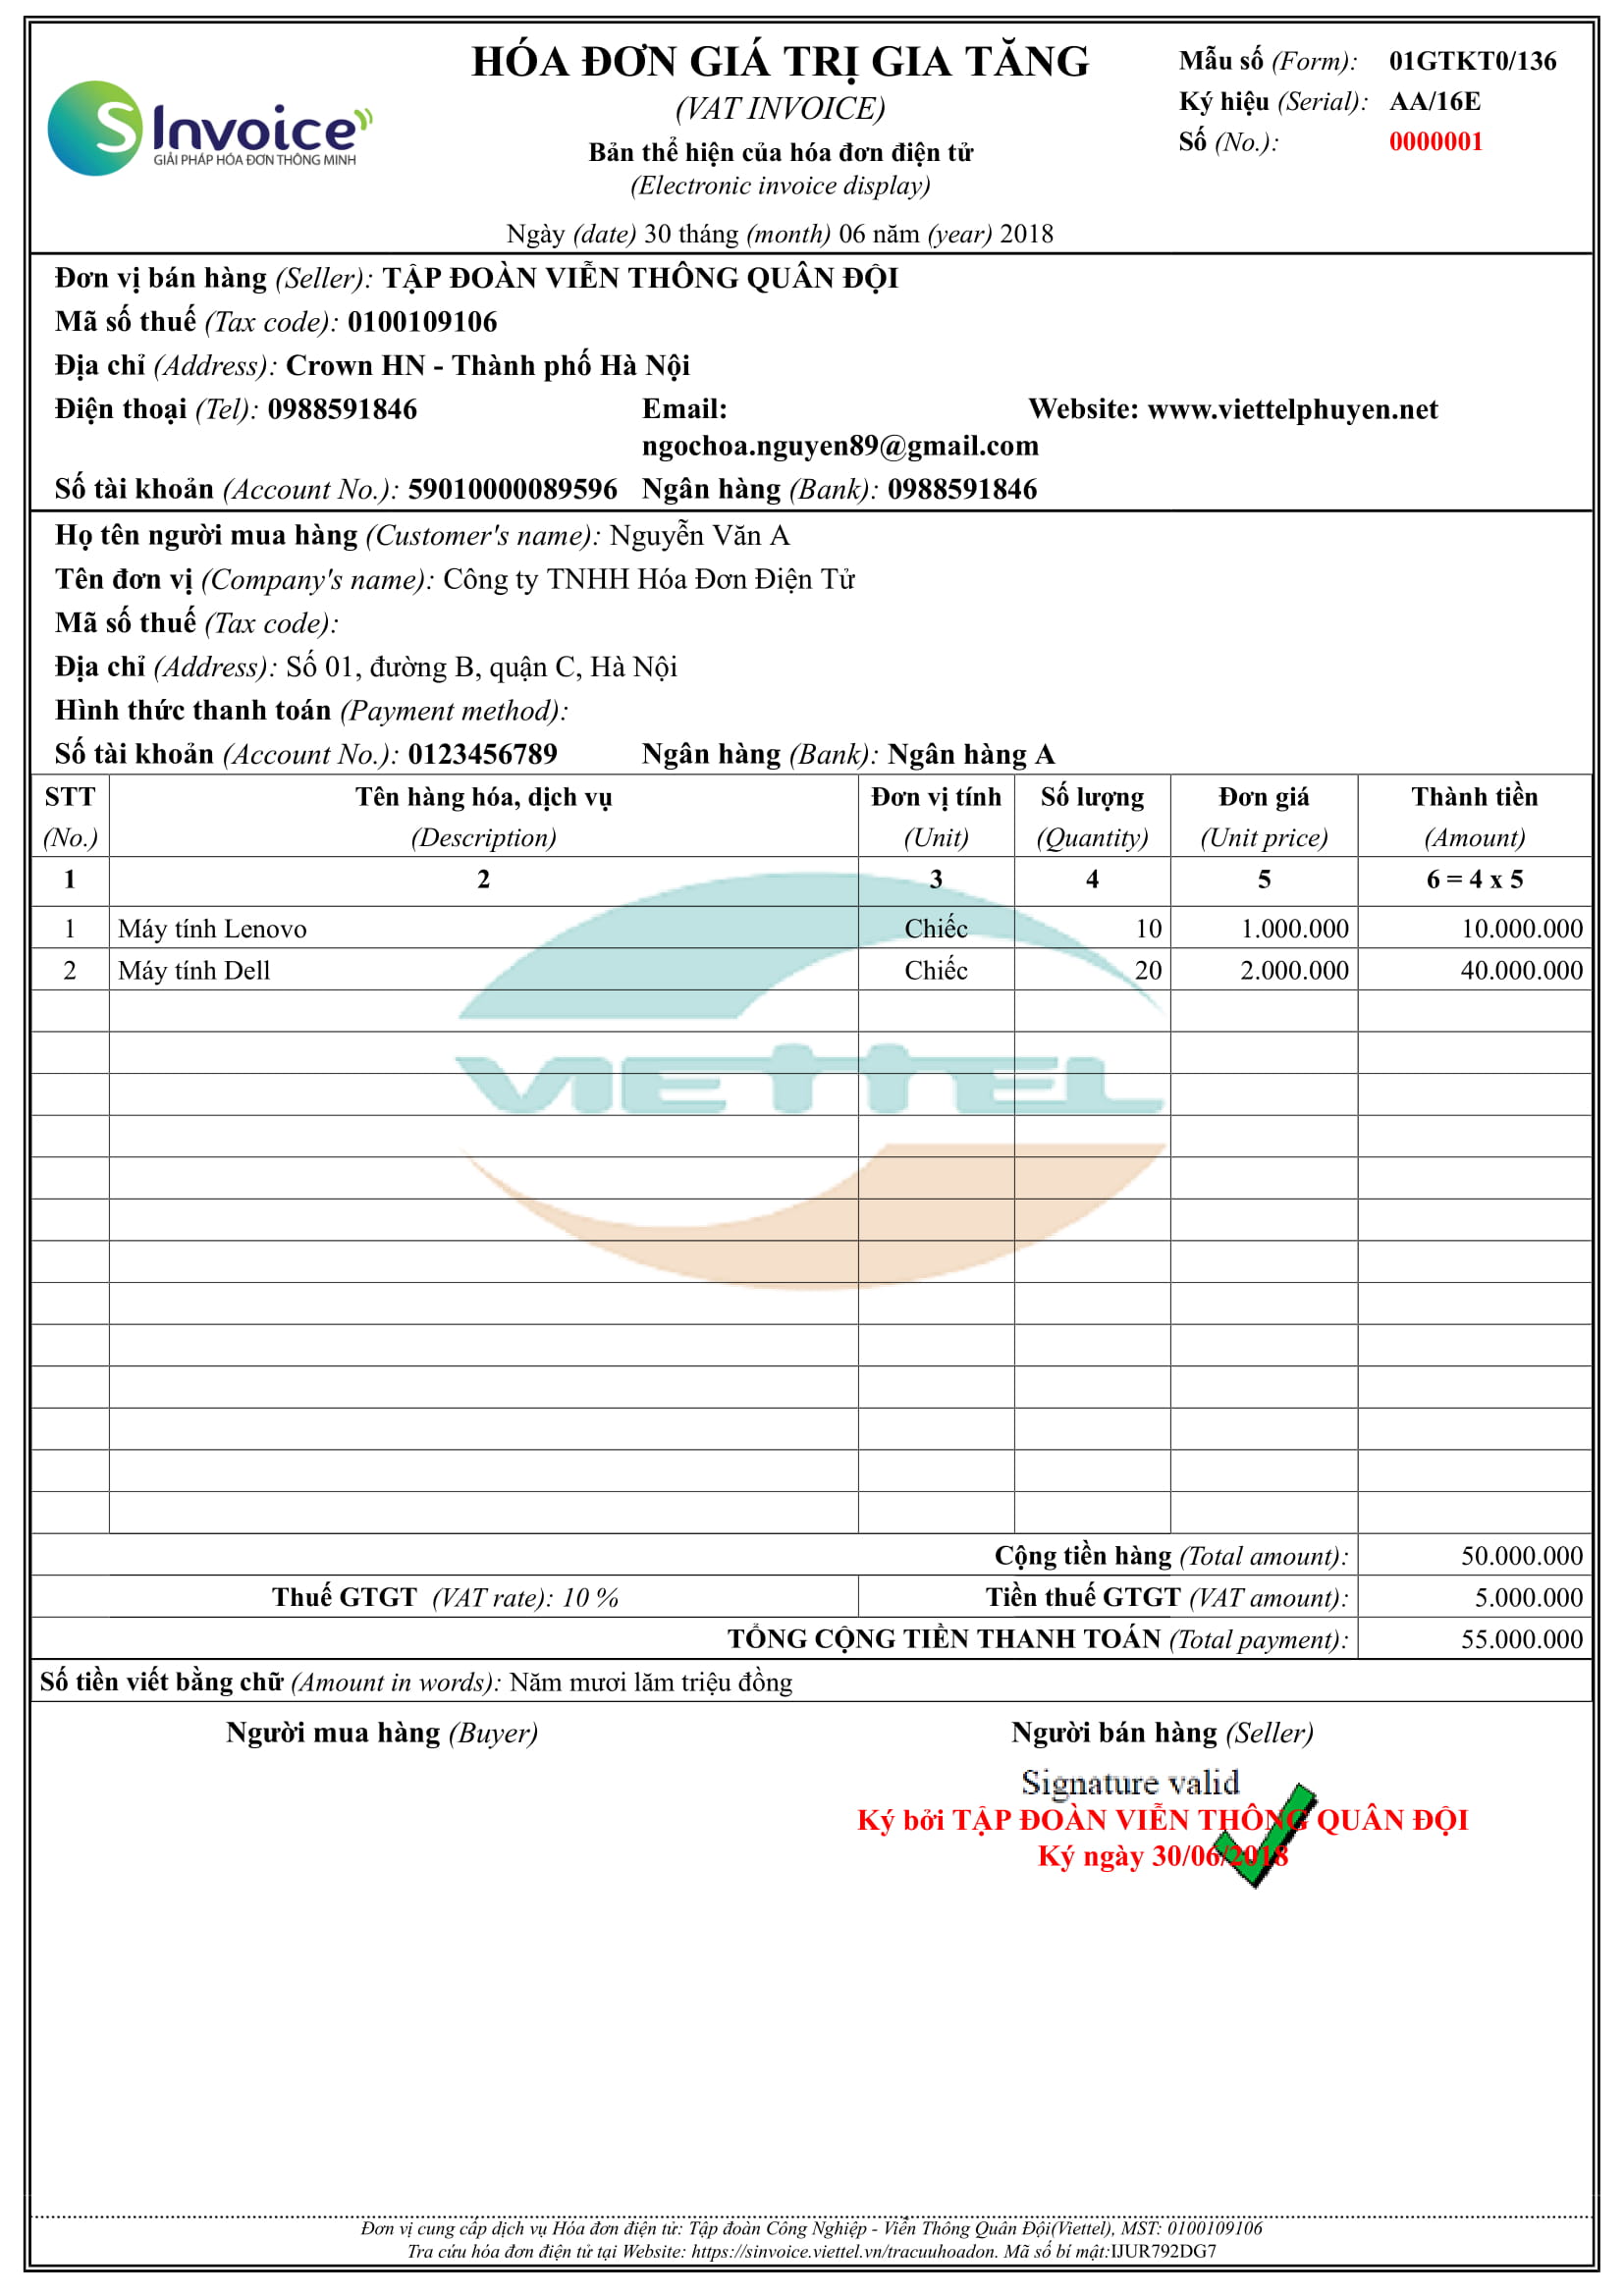 S Invoice
GIẢI PHÁP HÓA ĐƠN THÔNG MINH
HÓA ĐƠN GIÁ TRỊ GIA TĂNG
(VAT INVOICE)
Bản thể hiện của hóa đơn điện tử
(Electronic invoice display)
Ngày (date) 30 tháng (month) 06 năm (year) 2018
Mẫu số (Form): 01GTKT0/136
Ký hiệu (Serial): AA/16E
Số (No.): 0000001
Đơn vị bán hàng (Seller): TẬP ĐOÀN VIỄN THÔNG QUÂN ĐỘI
Mã số thuế (Tax code): 0100109106
Địa chỉ (Address): Crown HN - Thành phố Hà Nội
Điện thoại (Tel): 0988591846 Email: Website: www.viettelphuyen.net
ngochoa.nguyen89@gmail.com
Số tài khoản (Account No.): 59010000089596 Ngân hàng (Bank): 0988591846
Họ tên người mua hàng (Customer's name): Nguyễn Văn A
Tên đơn vị (Company's name): Công ty TNHH Hóa Đơn Điện Tử
Mã số thuế (Tax code):
Địa chỉ (Address): Số 01, đường B, quận C, Hà Nội
Hình thức thanh toán (Payment method):
Số tài khoản (Account No.): 0123456789 Ngân hàng (Bank): Ngân hàng A
STT Tên hàng hóa, dịch vụ Đơn vị tính Số lượng Đơn giá Thành tiền
(No.) (Description) (Unit) (Quantity) (Unit price) (Amount)
1 2 3 4 5 6 = 4 x 5
1 Máy tính Lenovo Chiếc 10 1.000.000 10.000.000
2 Máy tính Dell Chiếc 20 2.000.000 40.000.000
VIETTEL
Cộng tiền hàng (Total amount): 50.000.000
Thuế GTGT (VAT rate): 10 % Tiền thuế GTGT (VAT amount): 5.000.000
TỔNG CỘNG TIỀN THANH TOÁN (Total payment): 55.000.000
Số tiền viết bằng chữ (Amount in words): Năm mươi lăm triệu đồng
Người mua hàng (Buyer) Người bán hàng (Seller)
Signature valid
Ký bởi TẬP ĐOÀN VIỄN THÔNG QUÂN ĐỘI
Ký ngày 30/06/2018
Đơn vị cung cấp dịch vụ Hóa đơn điện tử: Tập đoàn Công Nghiệp - Viễn Thông Quân Đội(Viettel), MST: 0100109106
Tra cứu hóa đơn điện tử tại Website: https://sinvoice.viettel.vn/tracuuhoadon. Mã số bí mật:IJUR792DG7